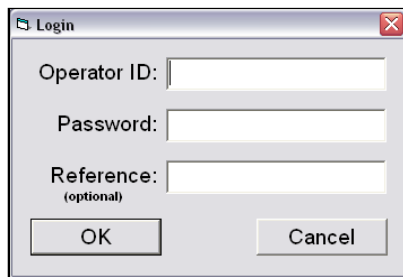 Login
Operator ID:
Password:
Reference:
(optional)
OK
Cancel